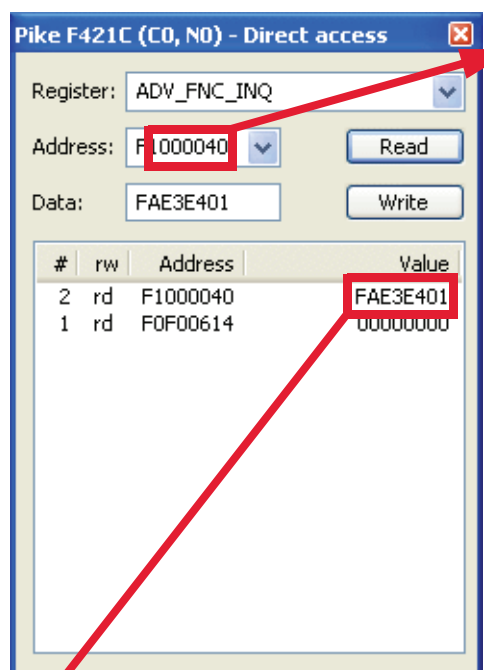 Pike F421C (C0, N0) - Direct access
Register: ADV_FNC_INQ
Address: F1000040 Read
Data: FAE3E401 Write
# rw Address Value
2 rd F1000040 FAE3E401
1 rd F0F00614 00000000